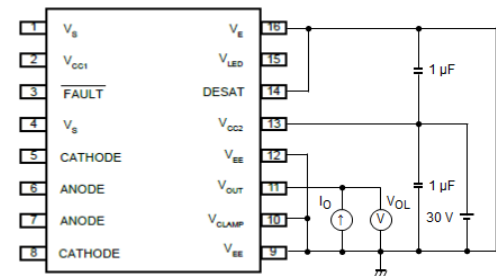 1 V_S V_E 16
2 V_CC1 V_LED 15
3 FAULT DESAT 14
4 V_S V_CC2 13
5 CATHODE V_EE 12
6 ANODE V_OUT 11
7 ANODE V_CLAMP 10
8 CATHODE V_EE 9
1 µF
1 µF
30 V
I_O
↑
V_OL
V